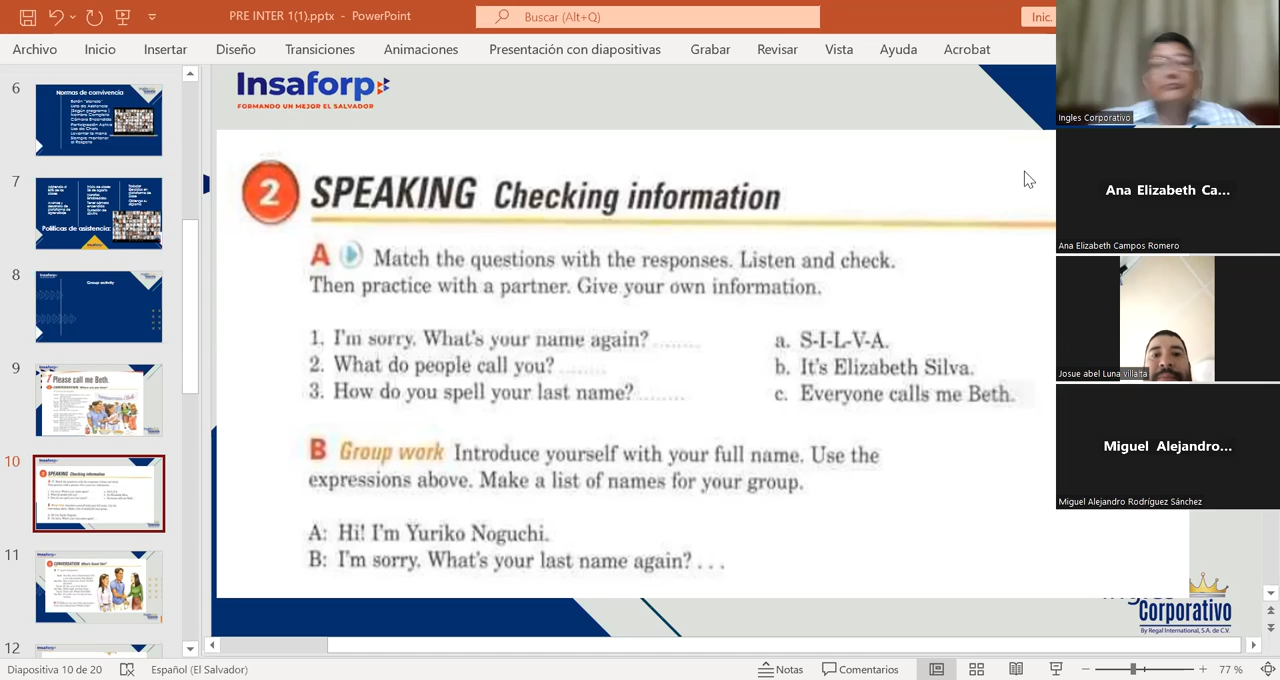 PRE INTER 1(1).pptx - PowerPoint
Buscar (Alt+Q)
Inic.
Archivo Inicio Insertar Diseño Transiciones Animaciones Presentación con diapositivas Grabar Revisar Vista Ayuda Acrobat
6
Normas de convivencia
7
Políticas de asistencia:
8
Group activity
9
Please call me Beth.
10
SPEAKING Checking information
11
CONVERSATION
12
Insaforp
FORMANDO UN MEJOR EL SALVADOR
2 SPEAKING Checking information
A Match the questions with the responses. Listen and check.
Then practice with a partner. Give your own information.
1. I'm sorry. What's your name again? ........
2. What do people call you? ........
3. How do you spell your last name? ........
a. S-I-L-V-A.
b. It's Elizabeth Silva.
c. Everyone calls me Beth.
B Group work Introduce yourself with your full name. Use the
expressions above. Make a list of names for your group.
A: Hi! I'm Yuriko Noguchi.
B: I'm sorry. What's your last name again? . . .
Corporativo
By Regal International, S.A. de C.V.
Ingles Corporativo
Ana Elizabeth Ca...
Ana Elizabeth Campos Romero
Josue abel Luna villalta
Miguel Alejandro...
Miguel Alejandro Rodríguez Sánchez
Diapositiva 10 de 20
Español (El Salvador)
Notas
Comentarios
77 %